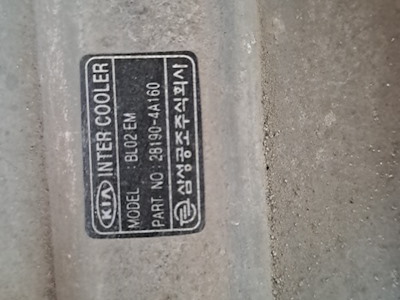 KIA INTER COOLER
MODEL : BL02 EM
PART. NO : 28190-4A160
삼성공조주식회사